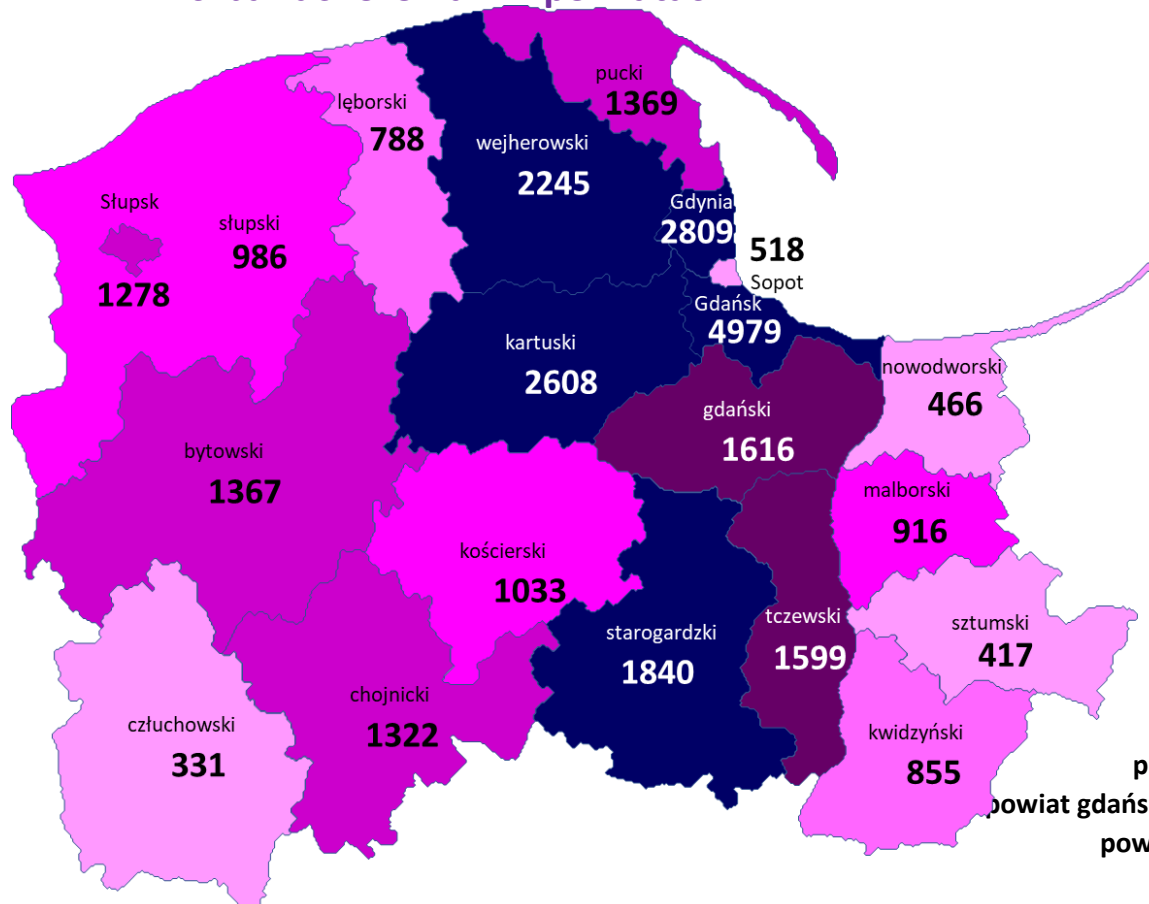 pucki
1369
lęborski
788
wejherowski
2245
Słupsk
1278
słupski
986
Gdynia
2809
518
Sopot
Gdańsk
4979
kartuski
2608
nowodworski
466
gdański
1616
bytowski
1367
malborski
916
kościerski
1033
starogardzki
1840
tczewski
1599
sztumski
417
chojnicki
1322
człuchowski
331
kwidzyński
855
p
powiat gdańs
pow